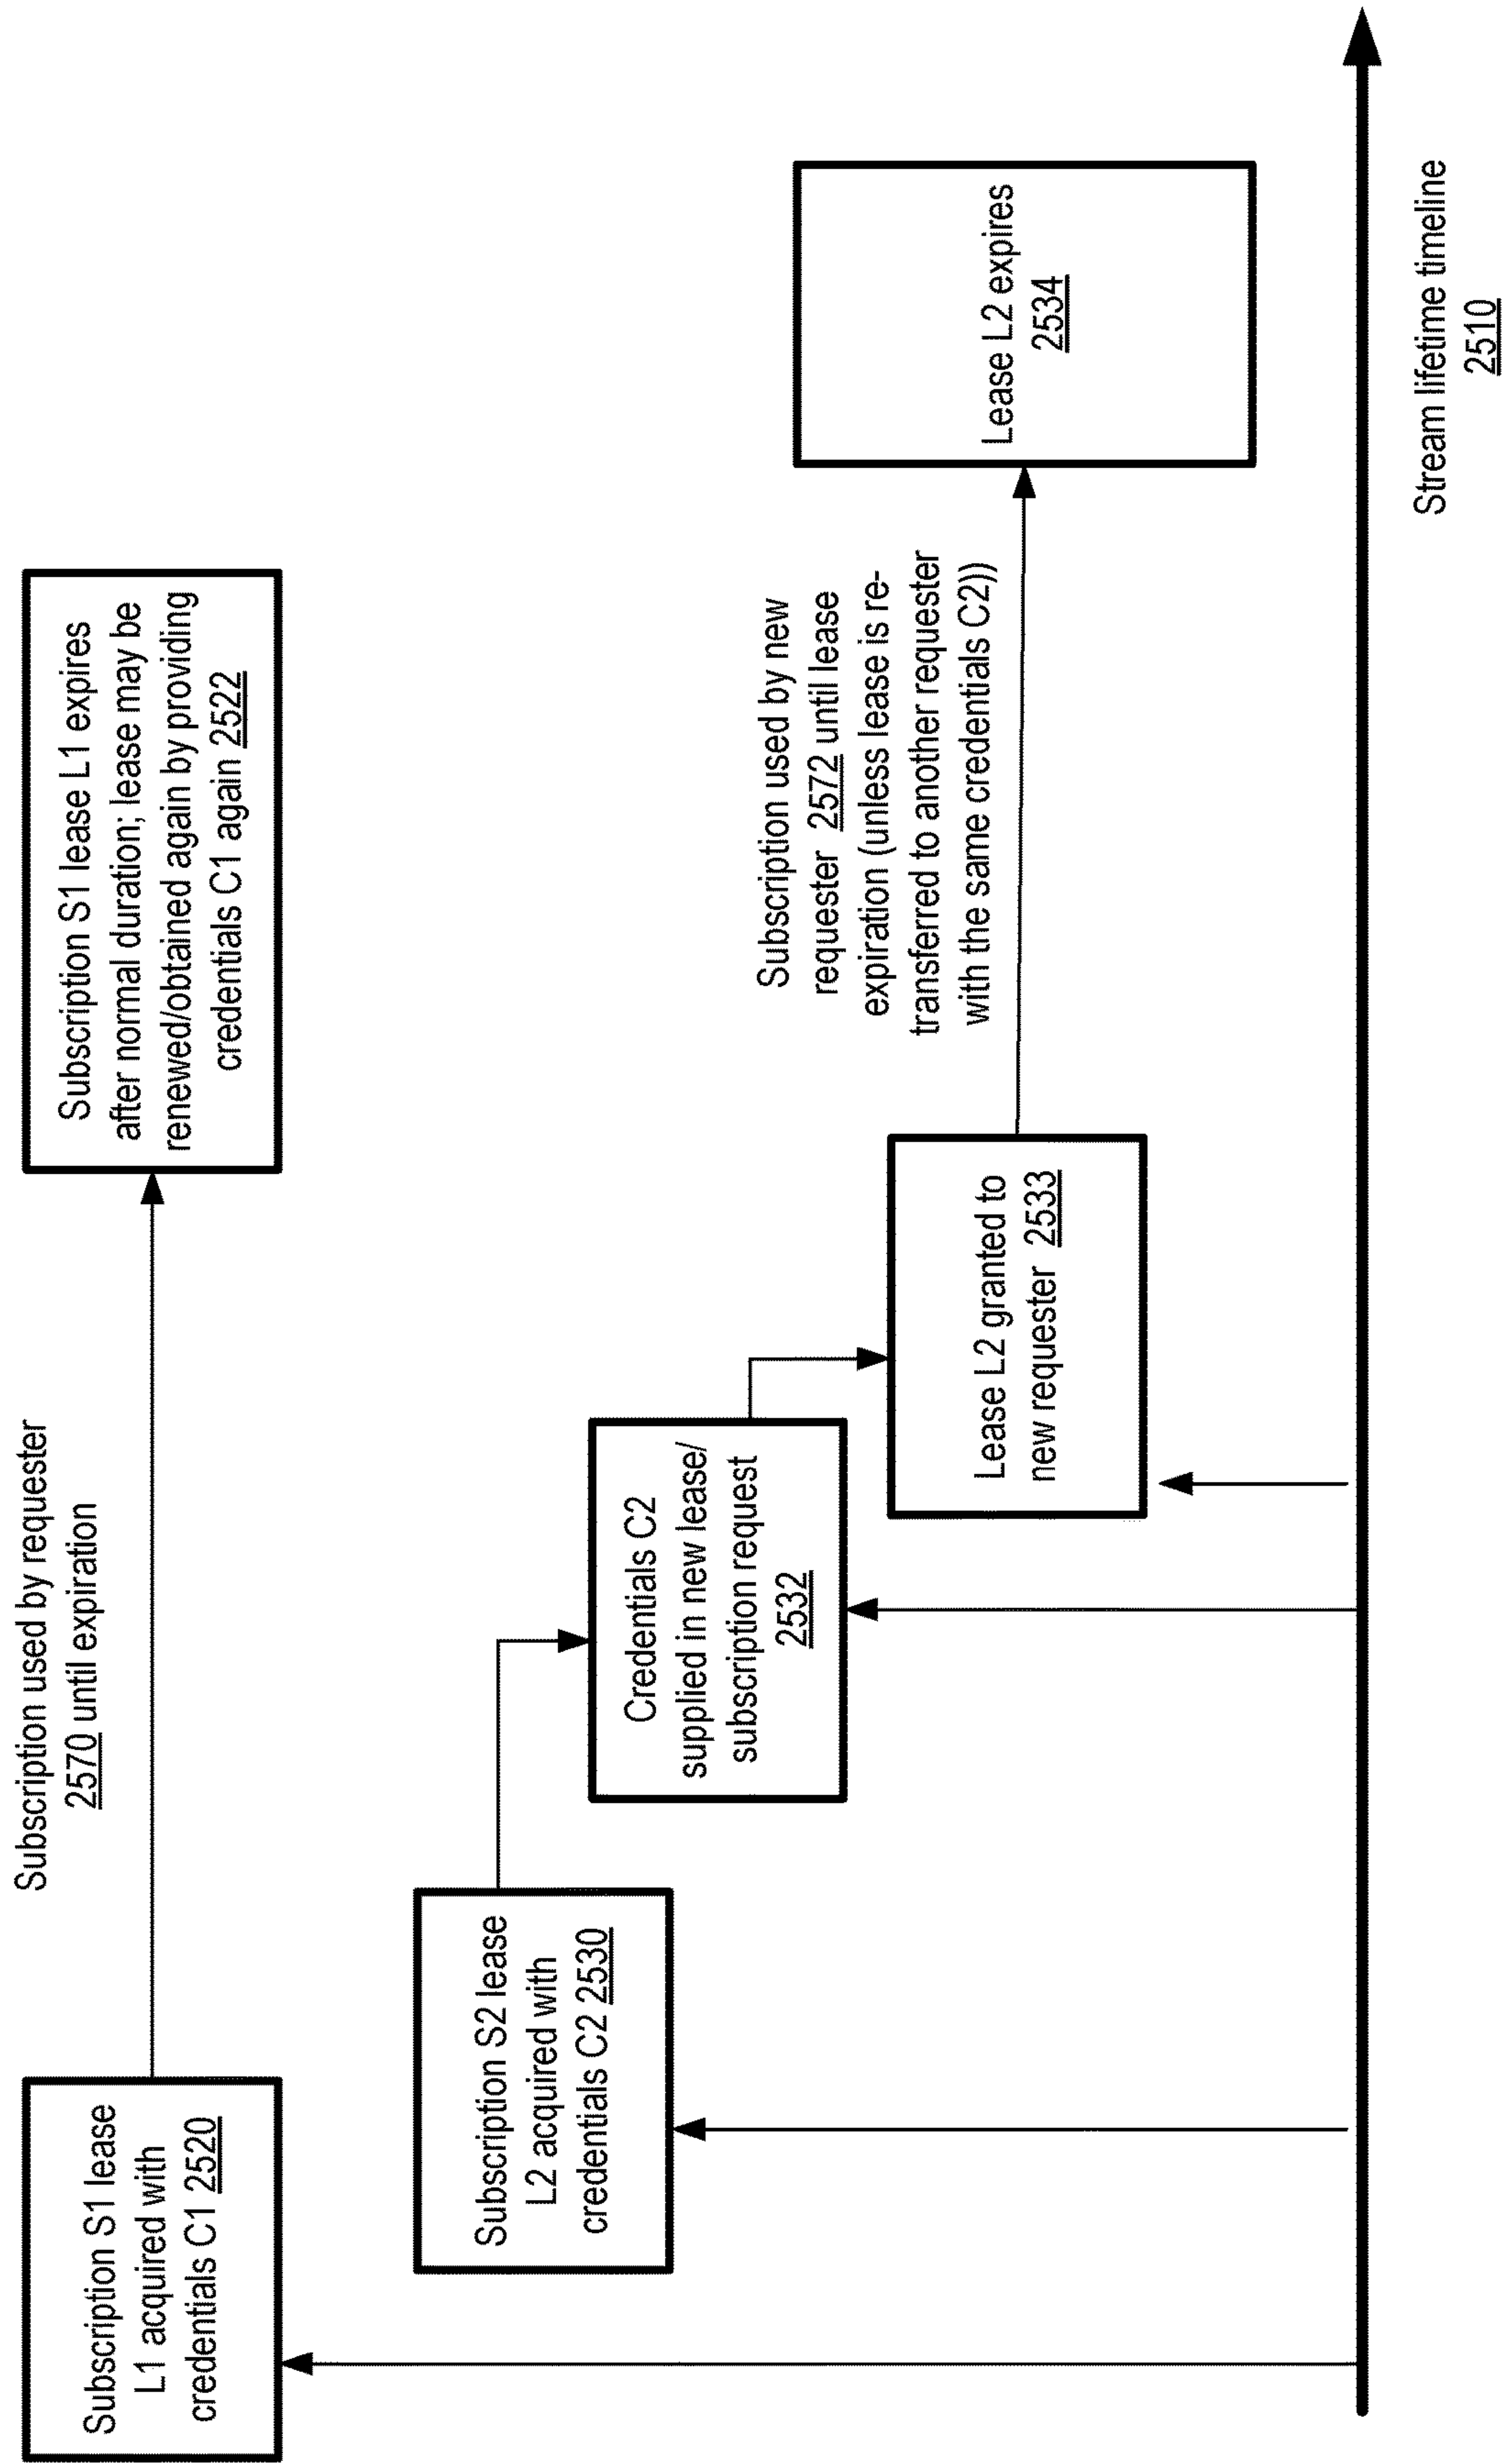 Subscription S1 lease
L1 acquired with
credentials C1 2520
Subscription used by requester
2570 until expiration
Subscription S1 lease L1 expires
after normal duration; lease may be
renewed/obtained again by providing
credentials C1 again 2522
Subscription S2 lease
L2 acquired with
credentials C2 2530
Credentials C2
supplied in new lease/
subscription request
2532
Lease L2 granted to
new requester 2533
Subscription used by new
requester 2572 until lease
expiration (unless lease is re-
transferred to another requester
with the same credentials C2))
Lease L2 expires
2534
Stream lifetime timeline
2510